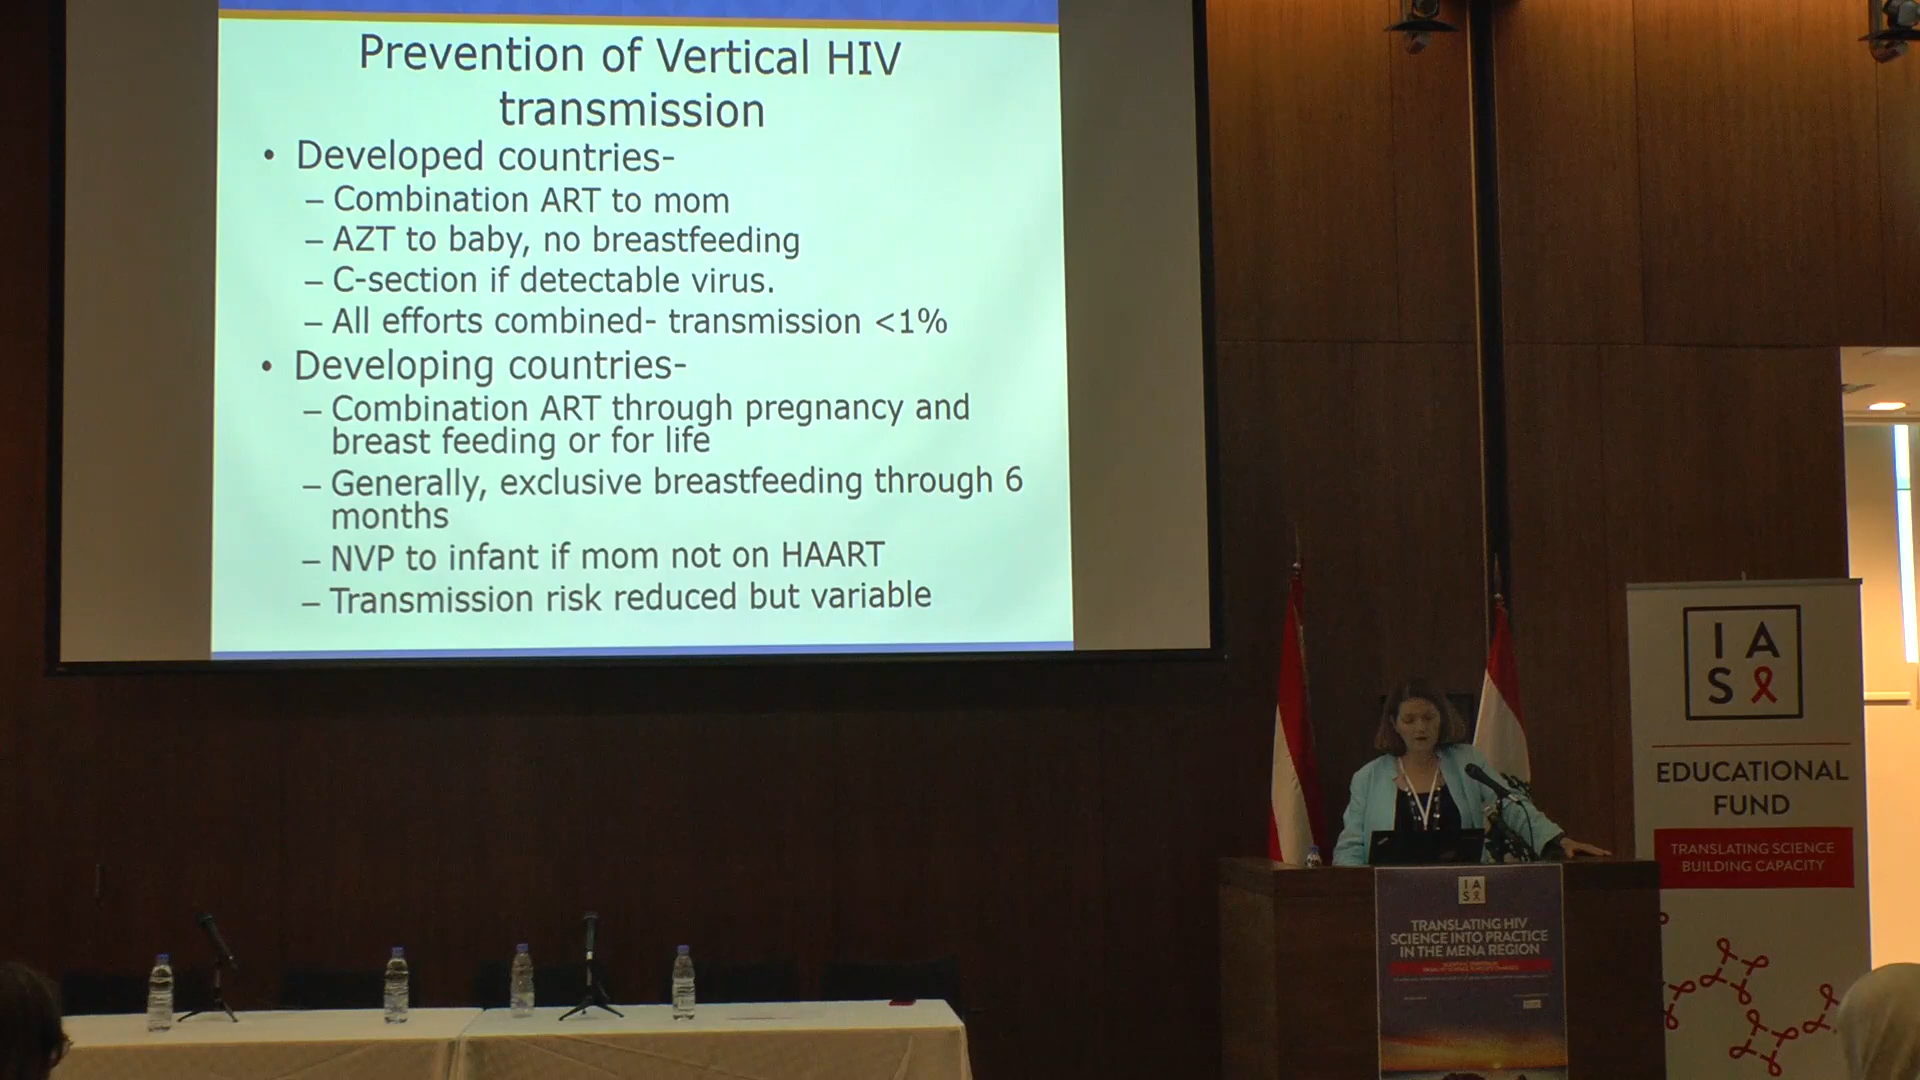 Prevention of Vertical HIV
transmission
• Developed countries-
– Combination ART to mom
– AZT to baby, no breastfeeding
– C-section if detectable virus.
– All efforts combined- transmission <1%
• Developing countries-
– Combination ART through pregnancy and
breast feeding or for life
– Generally, exclusive breastfeeding through 6
months
– NVP to infant if mom not on HAART
– Transmission risk reduced but variable
I A
S
EDUCATIONAL
FUND
TRANSLATING SCIENCE
BUILDING CAPACITY
I A
S
TRANSLATING HIV
SCIENCE INTO PRACTICE
IN THE MENA REGION